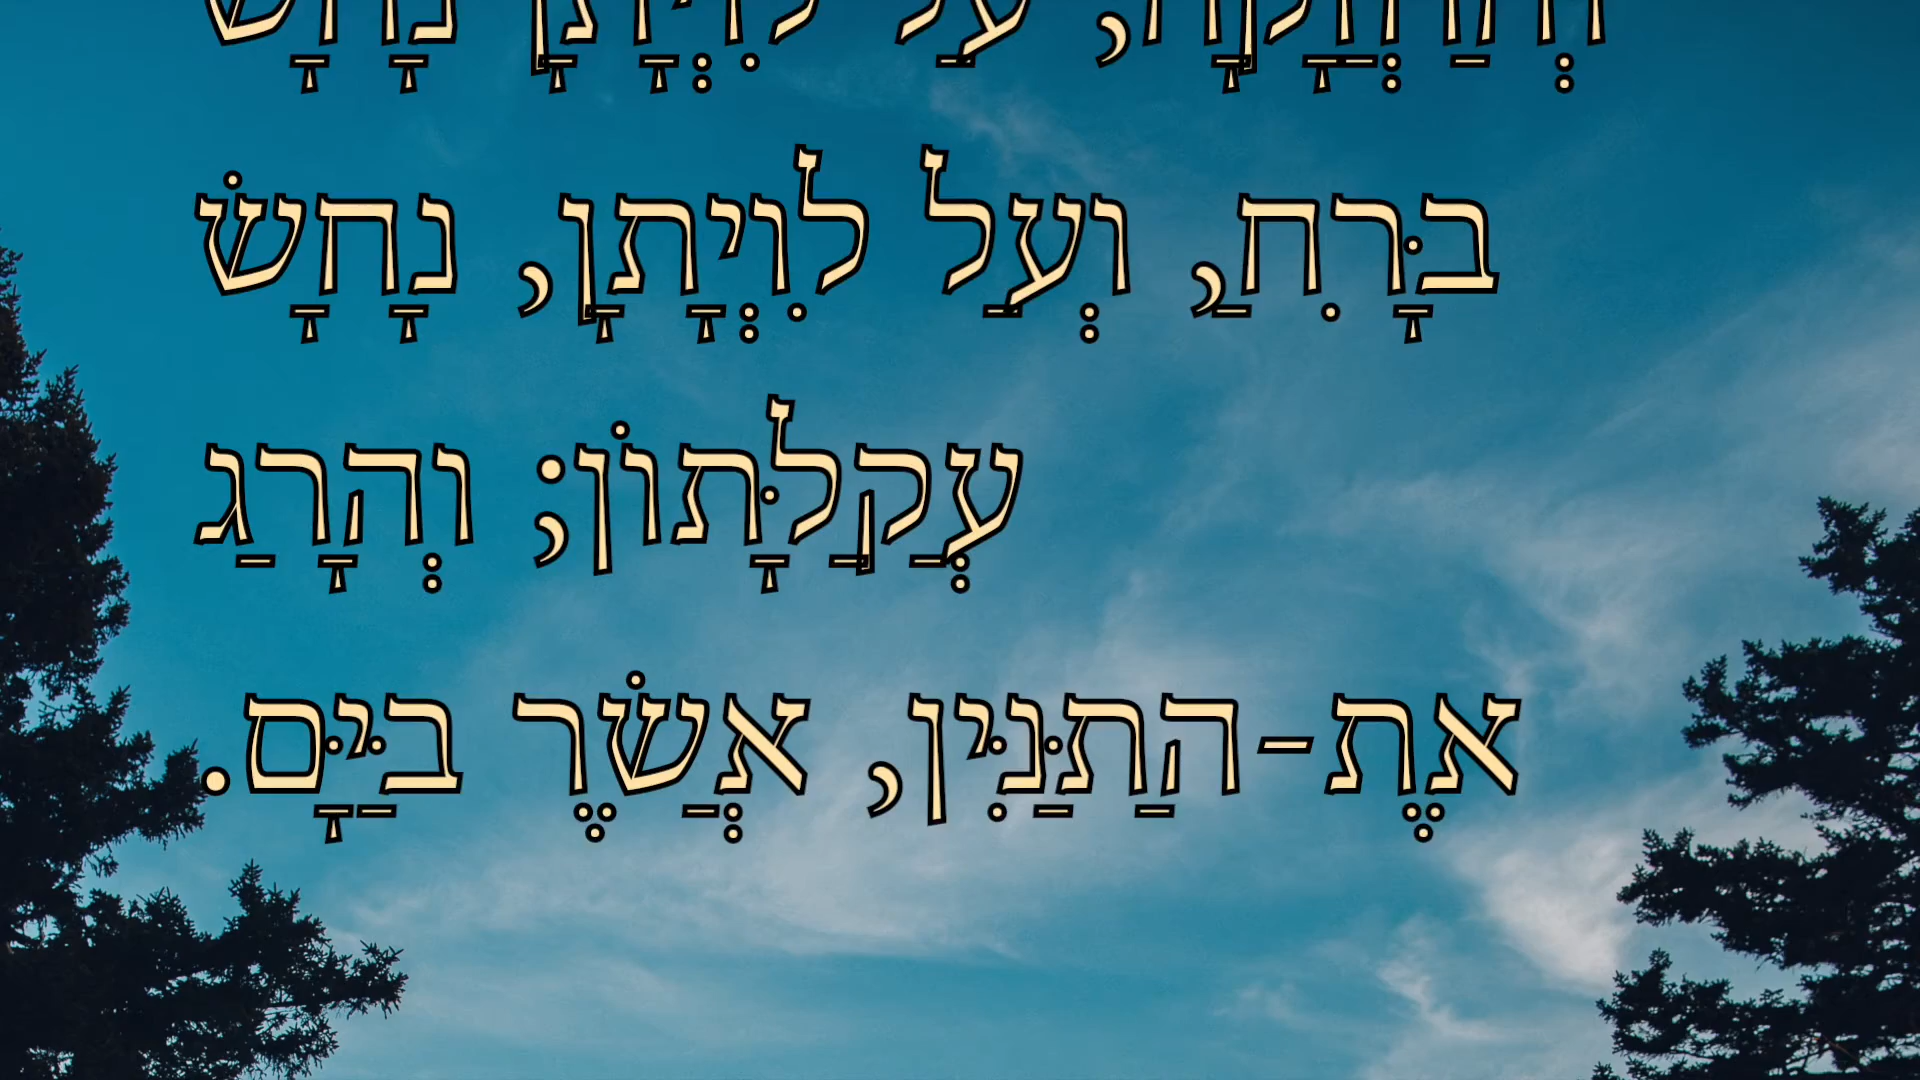 וְהַחֲזָקָה, עַל לִוְיָתָן נָחָשׁ
בָּרִחַ, וְעַל לִוְיָתָן, נָחָשׁ
עֲקַלָּתוֹן; וְהָרַג
אֶת-הַתַּנִּין, אֲשֶׁר בַּיָּם.